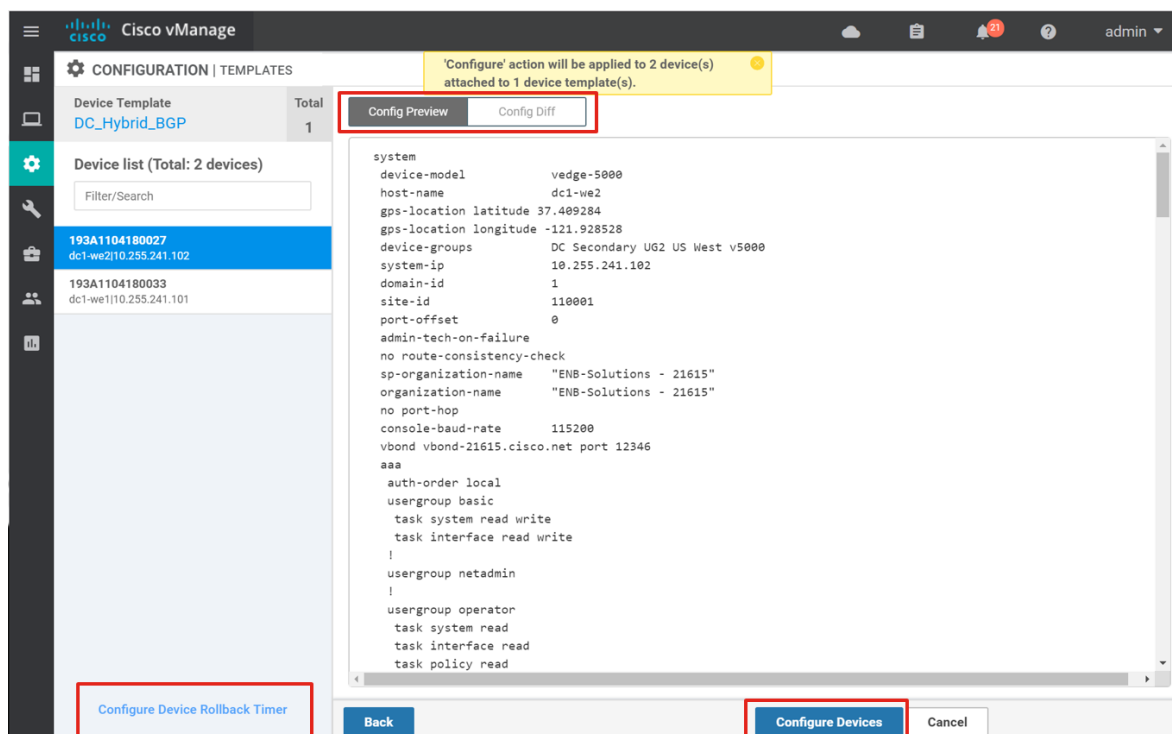 cisco Cisco vManage 21 admin
CONFIGURATION | TEMPLATES
'Configure' action will be applied to 2 device(s)
attached to 1 device template(s).
Device Template Total
DC_Hybrid_BGP 1
Device list (Total: 2 devices)
Filter/Search
193A1104180027
dc1-we2|10.255.241.102
193A1104180033
dc1-we1|10.255.241.101
Configure Device Rollback Timer
Config Preview Config Diff
system
device-model vedge-5000
host-name dc1-we2
gps-location latitude 37.409284
gps-location longitude -121.928528
device-groups DC Secondary UG2 US West v5000
system-ip 10.255.241.102
domain-id 1
site-id 110001
port-offset 0
admin-tech-on-failure
no route-consistency-check
sp-organization-name "ENB-Solutions - 21615"
organization-name "ENB-Solutions - 21615"
no port-hop
console-baud-rate 115200
vbond vbond-21615.cisco.net port 12346
aaa
auth-order local
usergroup basic
task system read write
task interface read write
!
usergroup netadmin
!
usergroup operator
task system read
task interface read
task policy read
Back Configure Devices Cancel